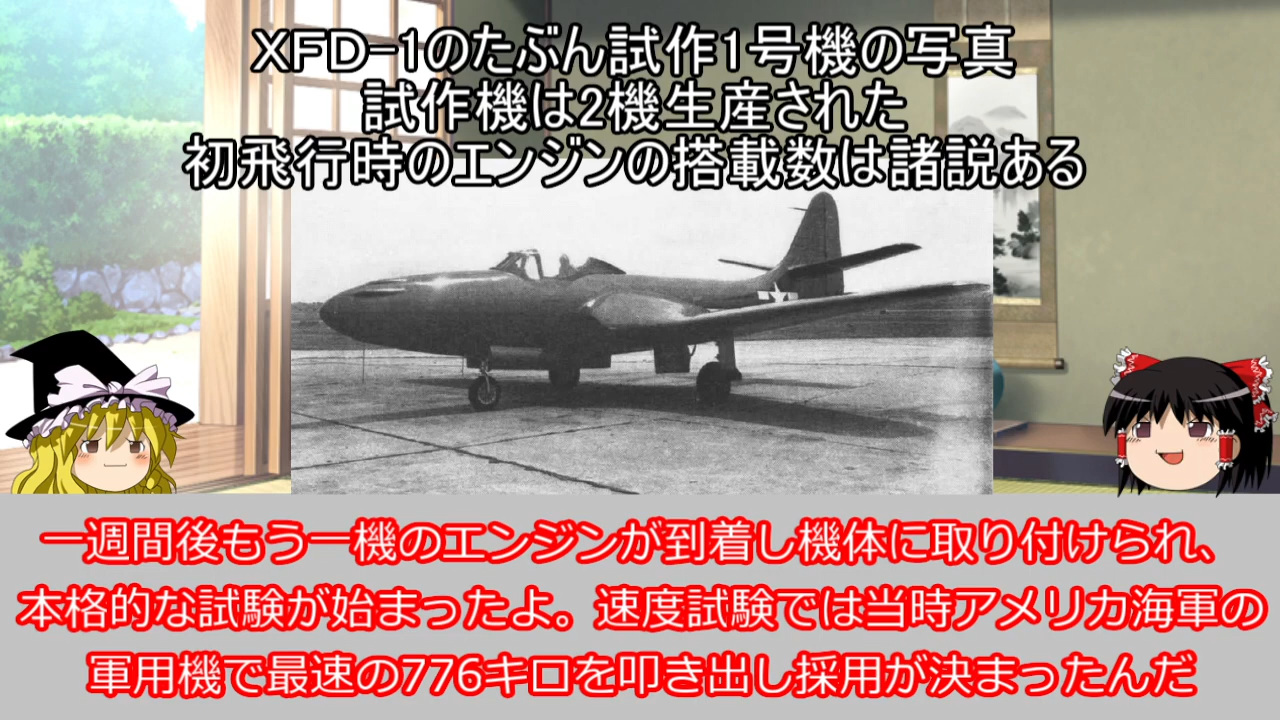 XFD-1のたぶん試作1号機の写真
試作機は2機生産された
初飛行時のエンジンの搭載数は諸説ある
一週間後もう一機のエンジンが到着し機体に取り付けられ、
本格的な試験が始まったよ。速度試験では当時アメリカ海軍の
軍用機で最速の776キロを叩き出し採用が決まったんだ